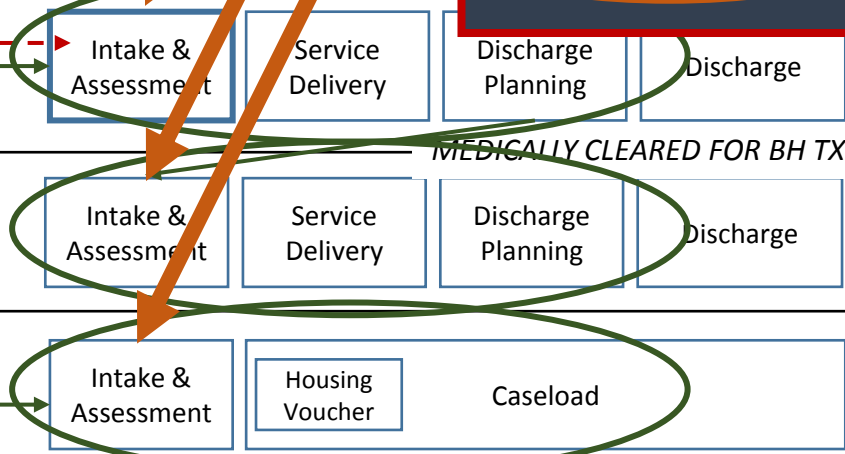 Intake &
Assessment
Service
Delivery
Discharge
Planning
Discharge
MEDICALLY CLEARED FOR BH TX
Intake &
Assessment
Service
Delivery
Discharge
Planning
Discharge
Intake &
Assessment
Housing
Voucher
Caseload